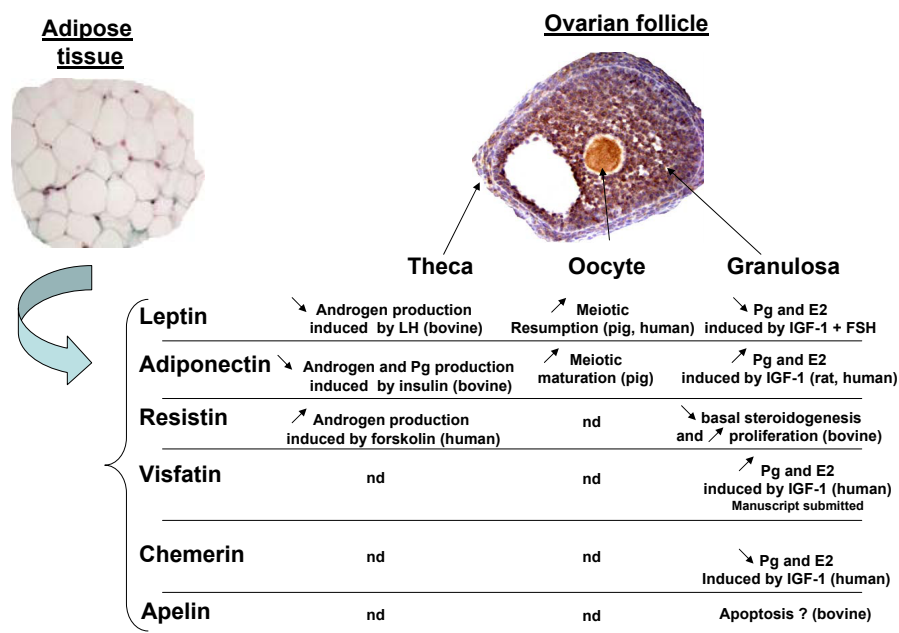 Adipose
tissue
Ovarian follicle
Theca
Oocyte
Granulosa
Leptin
↘ Androgen production
induced by LH (bovine)
↗ Meiotic
Resumption (pig, human)
↘ Pg and E2
induced by IGF-1 + FSH
Adiponectin
↘ Androgen and Pg production
induced by insulin (bovine)
↗ Meiotic
maturation (pig)
↗ Pg and E2
induced by IGF-1 (rat, human)
Resistin
↗ Androgen production
induced by forskolin (human)
nd
↘ basal steroidogenesis
and ↗ proliferation (bovine)
Visfatin
nd
nd
↗ Pg and E2
induced by IGF-1 (human)
Manuscript submitted
Chemerin
nd
nd
↘ Pg and E2
Induced by IGF-1 (human)
Apelin
nd
nd
Apoptosis ? (bovine)